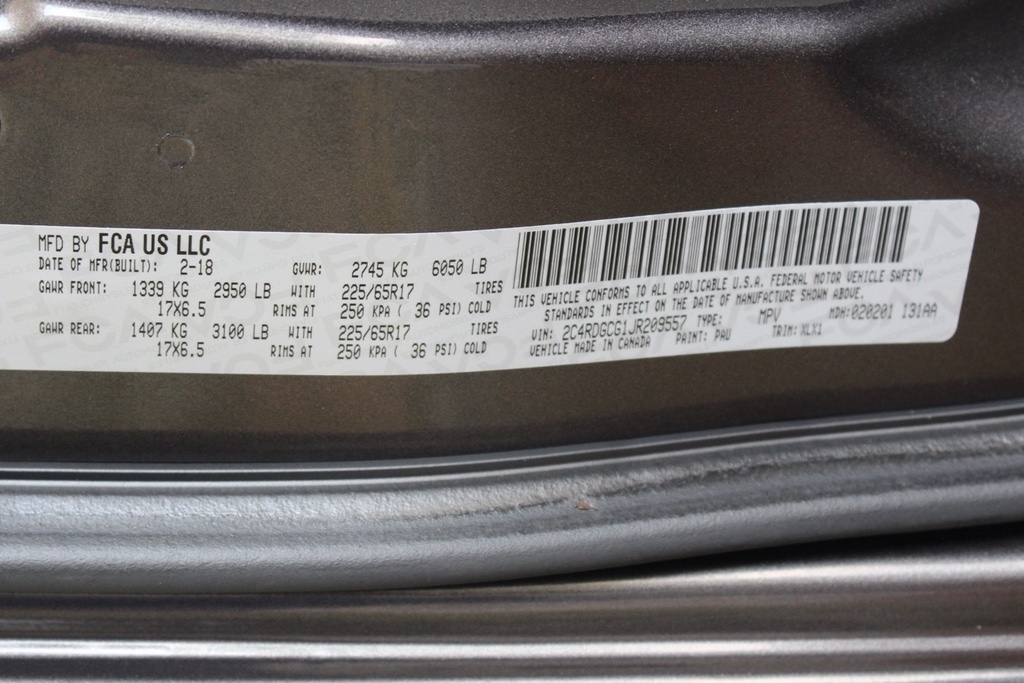 MFD BY FCA US LLC
DATE OF MFR(BUILT): 2-18 GVWR: 2745 KG 6050 LB
GAWR FRONT: 1339 KG 2950 LB WITH 225/65R17 TIRES
17X6.5 RIMS AT 250 KPA ( 36 PSI) COLD
GAWR REAR: 1407 KG 3100 LB WITH 225/65R17 TIRES
17X6.5 RIMS AT 250 KPA ( 36 PSI) COLD
THIS VEHICLE CONFORMS TO ALL APPLICABLE U.S.A. FEDERAL MOTOR VEHICLE SAFETY
STANDARDS IN EFFECT ON THE DATE OF MANUFACTURE SHOWN ABOVE.
VIN: 2C4RDGCG1JR209557 TYPE: MPV MDH:020201 131AA
VEHICLE MADE IN CANADA PAINT: PAU TRIM:XLX1